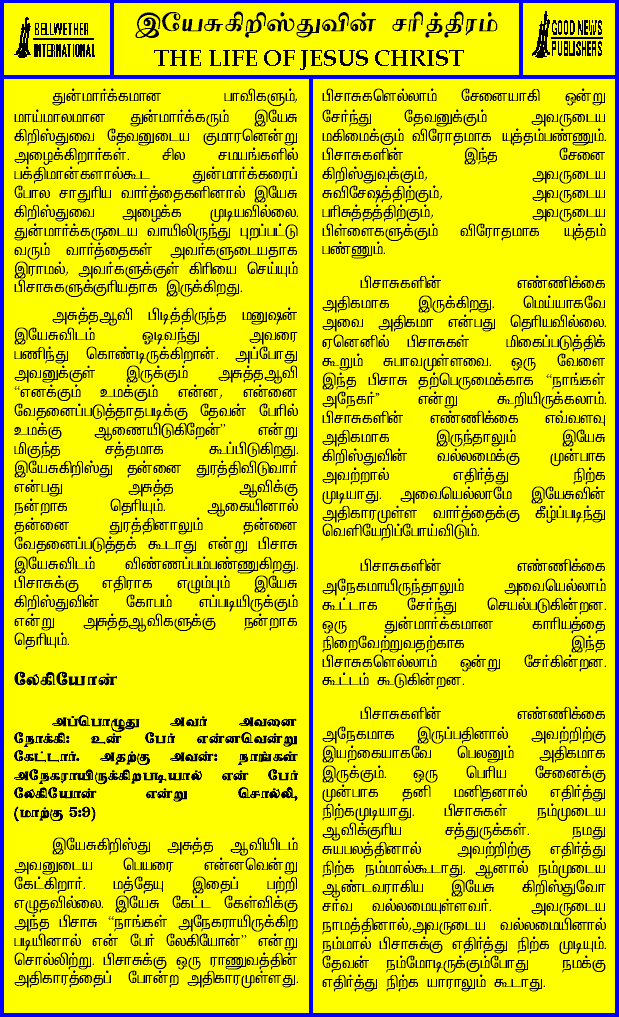 BELLWETHER
INTERNATIONAL
இயேசுகிறிஸ்துவின் சரித்திரம்
THE LIFE OF JESUS CHRIST
GOOD NEWS
PUBLISHERS
துன்மார்க்கமான பாவிகளும்,
மாய்மாலமான துன்மார்க்கரும் இயேசு
கிறிஸ்துவை தேவனுடைய குமாரனென்று
அழைக்கிறார்கள். சில சமயங்களில்
பக்திமான்களால்கூட துன்மார்க்கரைப்
போல சாதுரிய வார்த்தைகளினால் இயேசு
கிறிஸ்துவை அழைக்க முடியவில்லை.
துன்மார்க்கருடைய வாயிலிருந்து புறப்பட்டு
வரும் வார்த்தைகள் அவர்களுடையதாக
இராமல், அவர்களுக்குள் கிரியை செய்யும்
பிசாசுகளுக்குரியதாக இருக்கிறது.
அசுத்தஆவி பிடித்திருந்த மனுஷன்
இயேசுவிடம் ஓடிவந்து அவரை
பணிந்து கொண்டிருக்கிறான். அப்போது
அவனுக்குள் இருக்கும் அசுத்தஆவி
“எனக்கும் உமக்கும் என்ன, என்னை
வேதனைப்படுத்தாதபடிக்கு தேவன் பேரில்
உமக்கு ஆணையிடுகிறேன்” என்று
மிகுந்த சத்தமாக கூப்பிடுகிறது.
இயேசுகிறிஸ்து தன்னை துரத்திவிடுவார்
என்பது அசுத்த ஆவிக்கு
நன்றாக தெரியும். ஆகையினால்
தன்னை துரத்தினாலும் தன்னை
வேதனைப்படுத்தக் கூடாது என்று பிசாசு
இயேசுவிடம் விண்ணப்பம்பண்ணுகிறது.
பிசாசுக்கு எதிராக எழும்பும் இயேசு
கிறிஸ்துவின் கோபம் எப்படியிருக்கும்
என்று அசுத்தஆவிகளுக்கு நன்றாக
தெரியும்.
லேகியோன்
அப்பொழுது அவர் அவனை
நோக்கி: உன் பேர் என்னவென்று
கேட்டார். அதற்கு அவன்: நாங்கள்
அநேகராயிருக்கிறபடியால் என் பேர்
லேகியோன் என்று சொல்லி,
(மாற்கு 5:9)
இயேசுகிறிஸ்து அசுத்த ஆவியிடம்
அவனுடைய பெயரை என்னவென்று
கேட்கிறார். மத்தேயு இதைப் பற்றி
எழுதவில்லை. இயேசு கேட்ட கேள்விக்கு
அந்த பிசாசு “நாங்கள் அநேகராயிருக்கிற
படியினால் என் பேர் லேகியோன்” என்று
சொல்லிற்று. பிசாசுக்கு ஒரு ராணுவத்தின்
அதிகாரத்தைப் போன்ற அதிகாரமுள்ளது.
பிசாசுகளெல்லாம் சேனையாகி ஒன்று
சேர்ந்து தேவனுக்கும் அவருடைய
மகிமைக்கும் விரோதமாக யுத்தம்பண்ணும்.
பிசாசுகளின் இந்த சேனை
கிறிஸ்துவுக்கும், அவருடைய
சுவிசேஷத்திற்கும், அவருடைய
பரிசுத்தத்திற்கும், அவருடைய
பிள்ளைகளுக்கும் விரோதமாக யுத்தம்
பண்ணும்.
பிசாசுகளின் எண்ணிக்கை
அதிகமாக இருக்கிறது. மெய்யாகவே
அவை அதிகமா என்பது தெரியவில்லை.
ஏனெனில் பிசாசுகள் மிகைப்படுத்திக்
கூறும் சுபாவமுள்ளவை. ஒரு வேளை
இந்த பிசாசு தற்பெருமைக்காக “நாங்கள்
அநேகர்” என்று கூறியிருக்கலாம்.
பிசாசுகளின் எண்ணிக்கை எவ்வளவு
அதிகமாக இருந்தாலும் இயேசு
கிறிஸ்துவின் வல்லமைக்கு முன்பாக
அவற்றால் எதிர்த்து நிற்க
முடியாது. அவையெல்லாமே இயேசுவின்
அதிகாரமுள்ள வார்த்தைக்கு கீழ்ப்படிந்து
வெளியேறிப்போய்விடும்.
பிசாசுகளின் எண்ணிக்கை
அநேகமாயிருந்தாலும் அவையெல்லாம்
கூட்டாக சேர்ந்து செயல்படுகின்றன.
ஒரு துன்மார்க்கமான காரியத்தை
நிறைவேற்றுவதற்காக இந்த
பிசாசுகளெல்லாம் ஒன்று சேர்கின்றன.
கூட்டம் கூடுகின்றன.
பிசாசுகளின் எண்ணிக்கை
அநேகமாக இருப்பதினால் அவற்றிற்கு
இயற்கையாகவே பெலனும் அதிகமாக
இருக்கும். ஒரு பெரிய சேனைக்கு
முன்பாக தனி மனிதனால் எதிர்த்து
நிற்கமுடியாது. பிசாசுகள் நம்முடைய
ஆவிக்குரிய சத்துருக்கள். நமது
சுயபலத்தினால் அவற்றிற்கு எதிர்த்து
நிற்க நம்மால்கூடாது. ஆனால் நம்முடைய
ஆண்டவராகிய இயேசு கிறிஸ்துவோ
சர்வ வல்லமையுள்ளவர். அவருடைய
நாமத்தினால்,அவருடைய வல்லமையினால்
நம்மால் பிசாசுக்கு எதிர்த்து நிற்க முடியும்.
தேவன் நம்மோடிருக்கும்போது நமக்கு
எதிர்த்து நிற்க யாராலும் கூடாது.